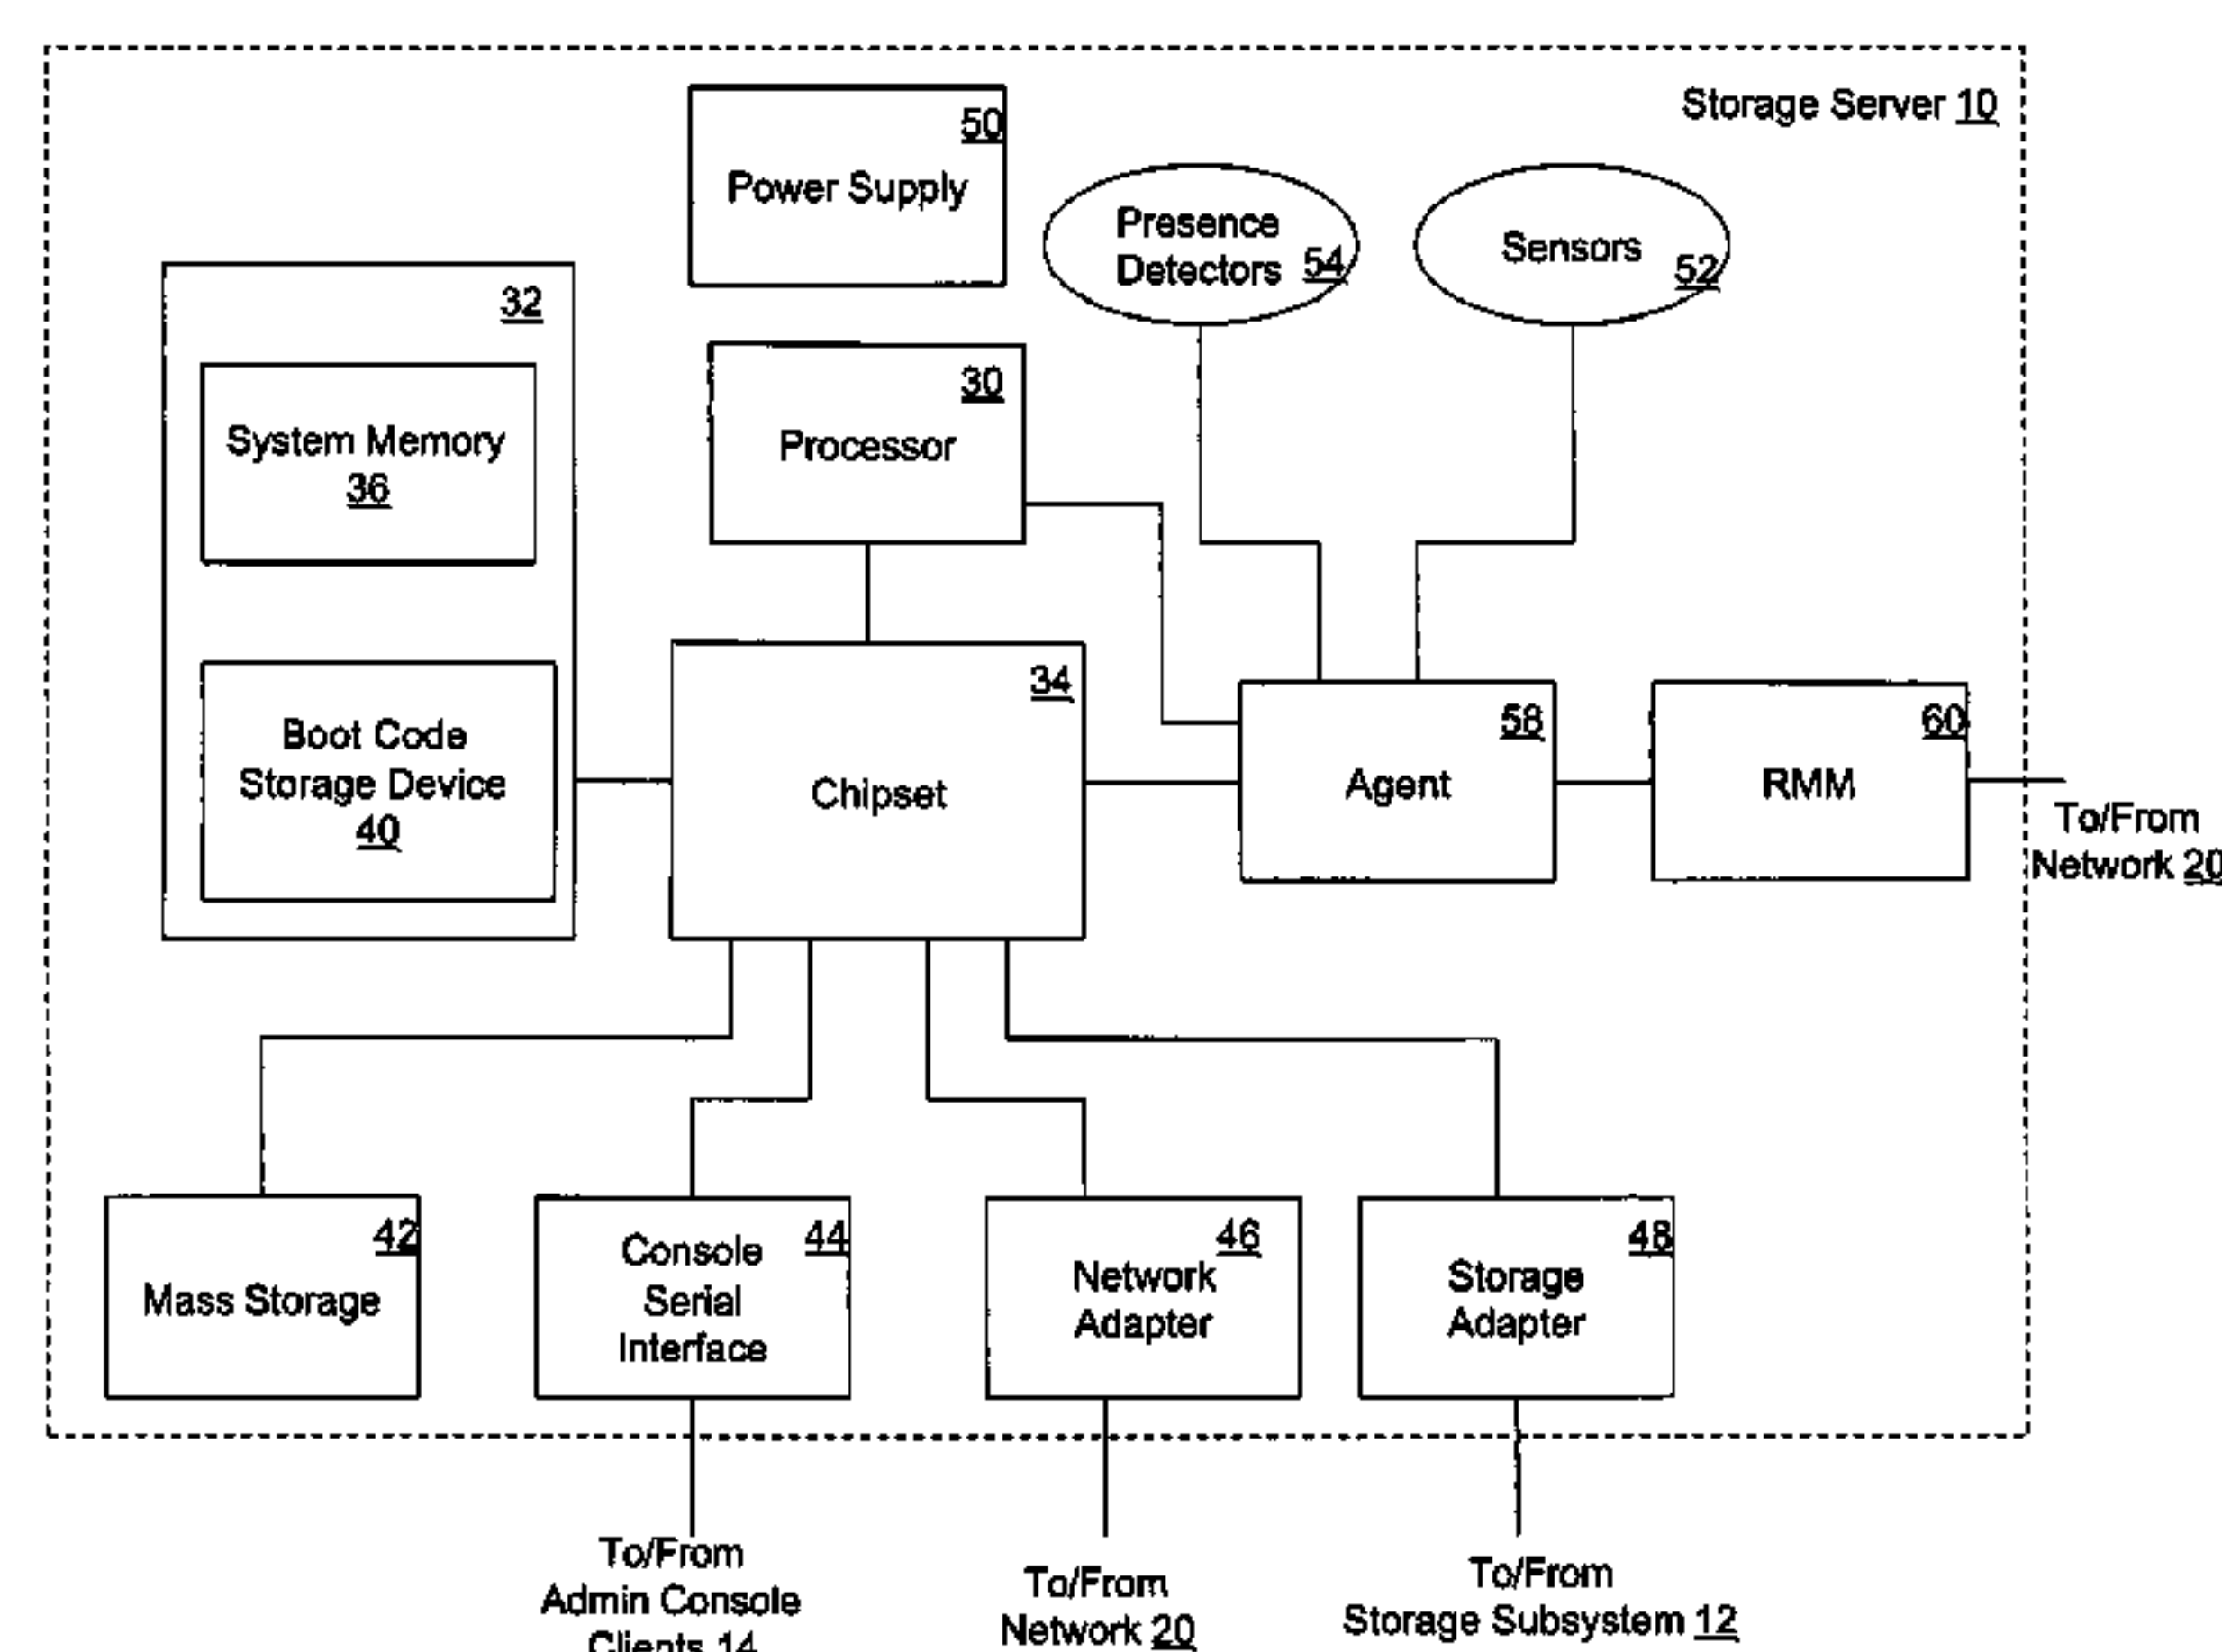 Storage Server 10
50
Power Supply
Presence
Detectors 54
Sensors
52
32
System Memory
36
30
Processor
Boot Code
Storage Device
40
34
Chipset
58
Agent
60
RMM
To/From
Network 20
42
Mass Storage
44
Console
Serial
Interface
46
Network
Adapter
48
Storage
Adapter
To/From
Admin Console
Clients 14
To/From
Network 20
To/From
Storage Subsystem 12